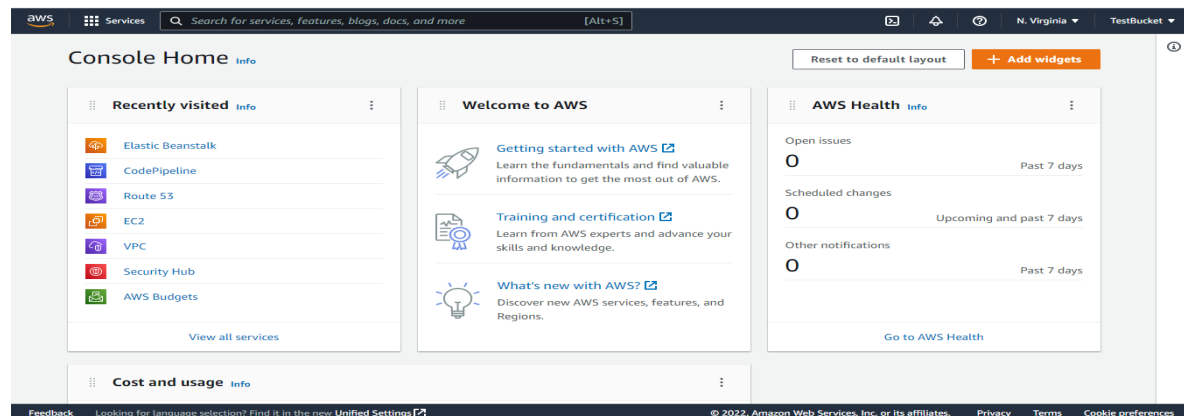 aws Services Search for services, features, blogs, docs, and more [Alt+S] N. Virginia ▼ TestBucket ▼
Console Home Info
Reset to default layout
+ Add widgets
Recently visited Info
Elastic Beanstalk
CodePipeline
Route 53
EC2
VPC
Security Hub
AWS Budgets
View all services
Welcome to AWS
Getting started with AWS
Learn the fundamentals and find valuable
information to get the most out of AWS.
Training and certification
Learn from AWS experts and advance your
skills and knowledge.
What's new with AWS?
Discover new AWS services, features, and
Regions.
AWS Health Info
Open issues
0 Past 7 days
Scheduled changes
0 Upcoming and past 7 days
Other notifications
0 Past 7 days
Go to AWS Health
Cost and usage Info
Feedback Looking for language selection? Find it in the new Unified Settings © 2022, Amazon Web Services, Inc. or its affiliates. Privacy Terms Cookie preferences